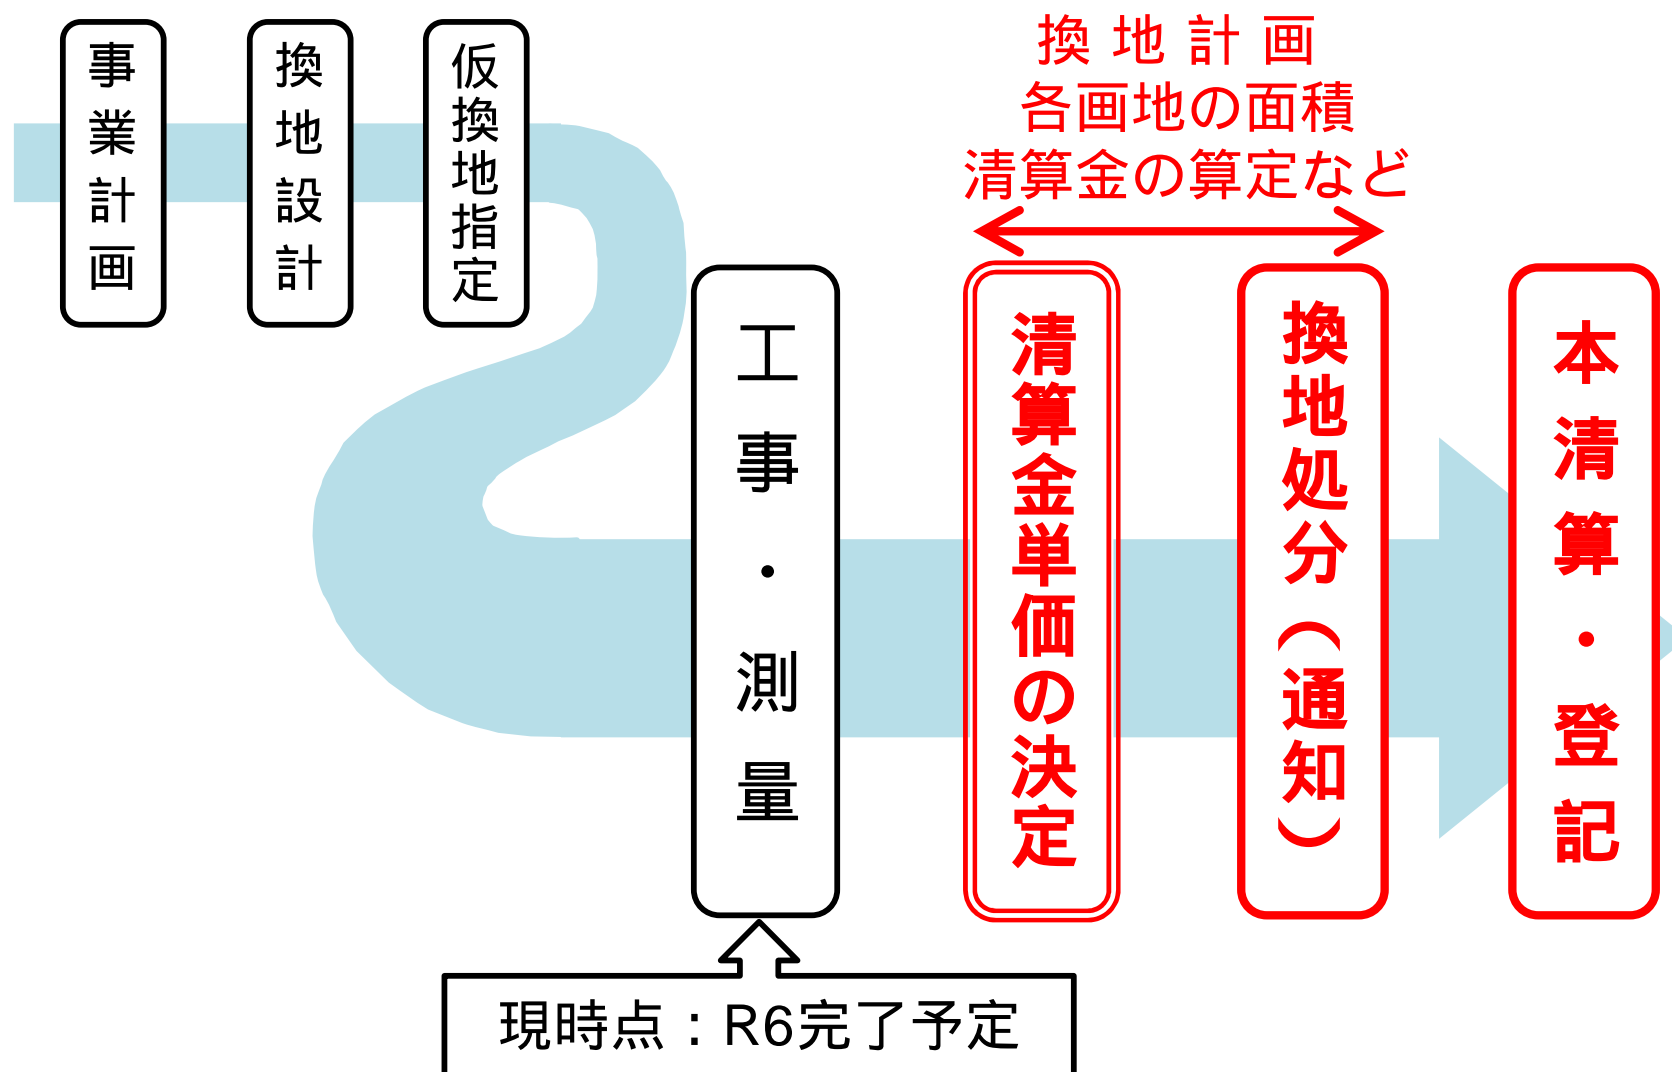 事業計画
換地設計
仮換地指定
換地計画
各画地の面積
清算金の算定など
工事・測量
清算金単価の決定
換地処分（通知）
本清算・登記
現時点：R6完了予定